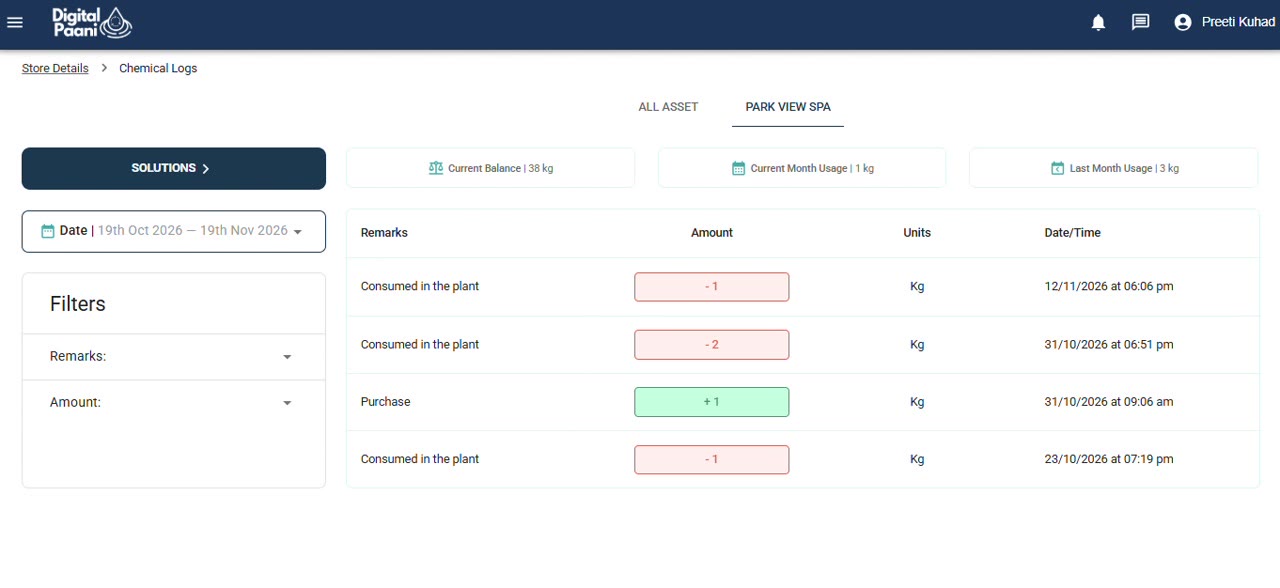 Digital
Paani
Preeti Kuhad
Store Details > Chemical Logs
ALL ASSET PARK VIEW SPA
SOLUTIONS >
Current Balance | 38 kg
Current Month Usage | 1 kg
Last Month Usage | 3 kg
Date | 19th Oct 2026 — 19th Nov 2026
Filters
Remarks:
Amount:
Remarks Amount Units Date/Time
Consumed in the plant - 1 Kg 12/11/2026 at 06:06 pm
Consumed in the plant - 2 Kg 31/10/2026 at 06:51 pm
Purchase + 1 Kg 31/10/2026 at 09:06 am
Consumed in the plant - 1 Kg 23/10/2026 at 07:19 pm